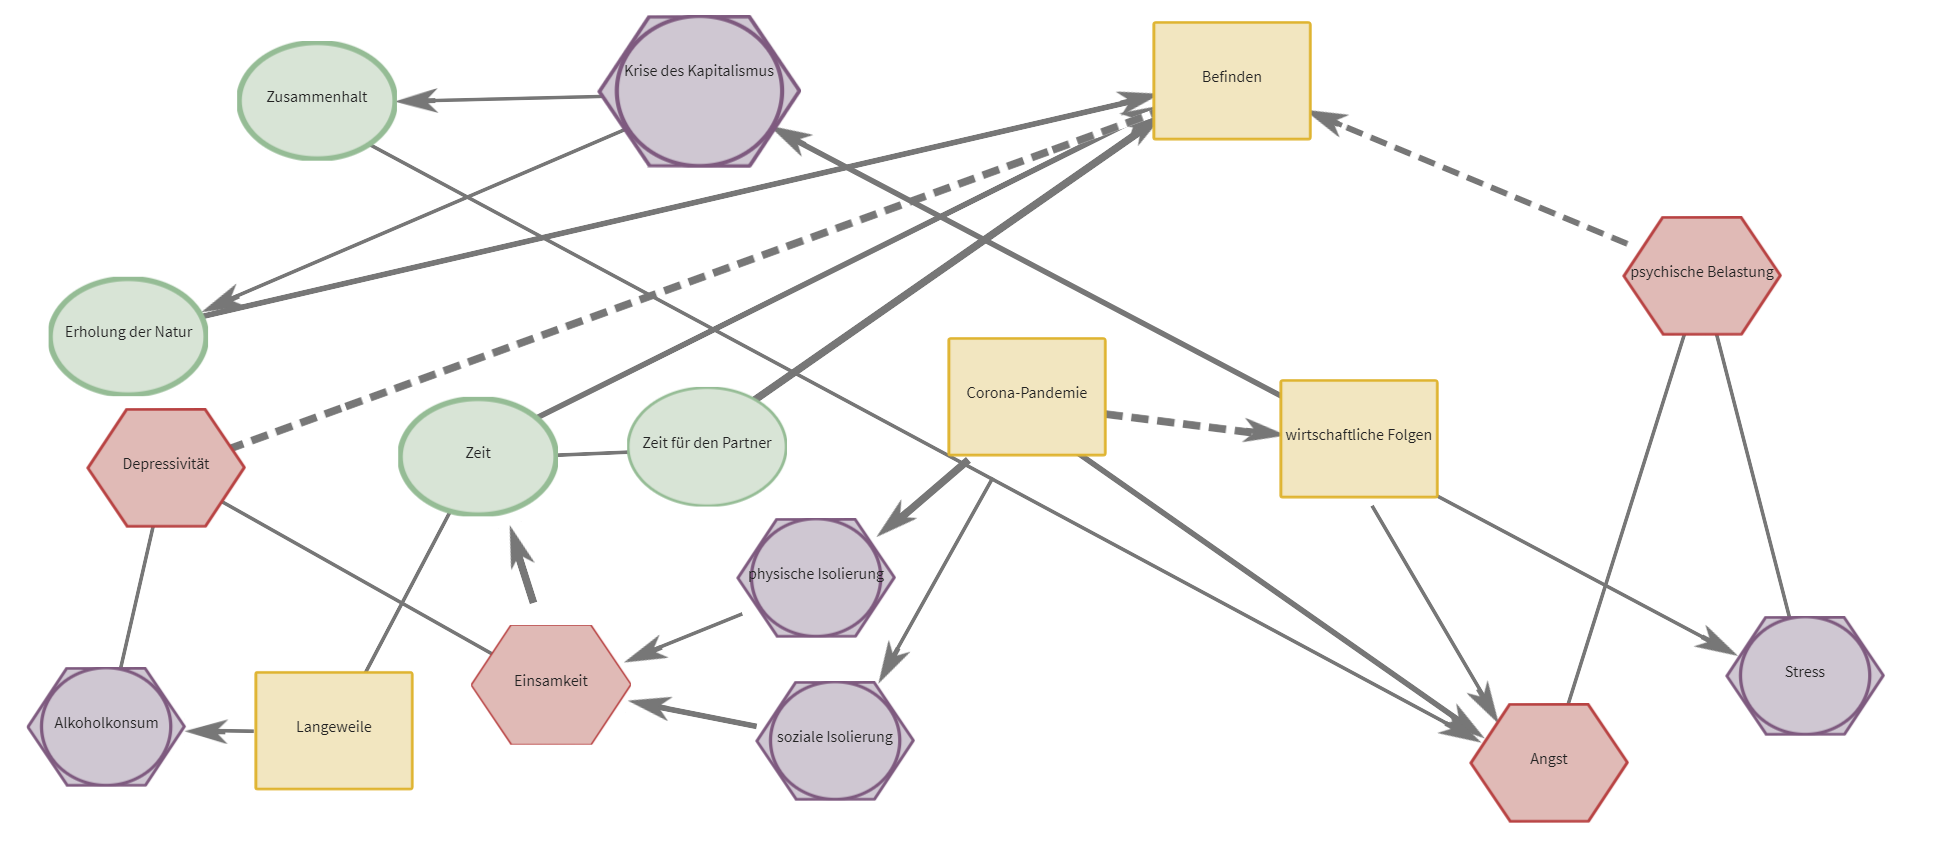 Krise des Kapitalismus
Befinden
Zusammenhalt
psychische Belastung
Erholung der Natur
Corona-Pandemie
wirtschaftliche Folgen
Zeit für den Partner
Zeit
Depressivität
physische Isolierung
Stress
Einsamkeit
Alkoholkonsum
Langeweile
soziale Isolierung
Angst